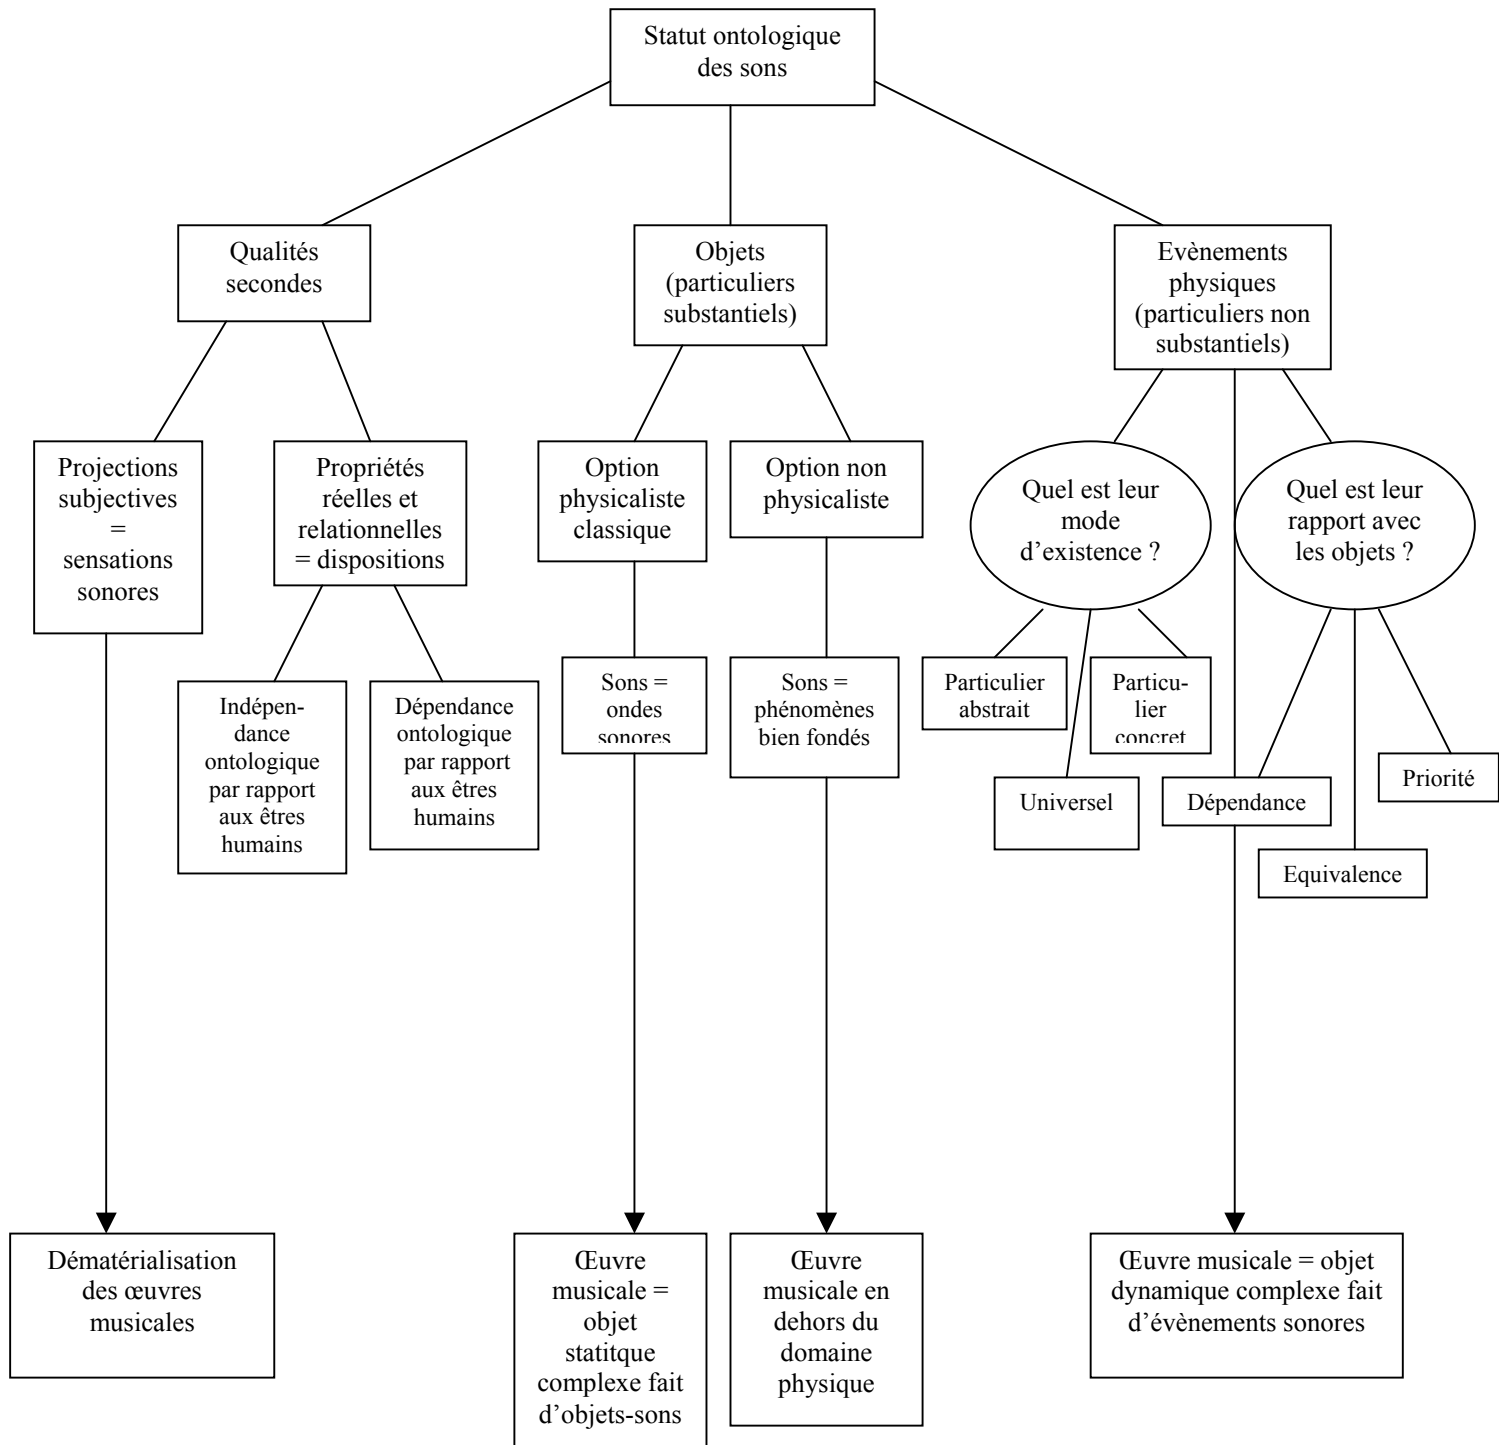 Statut ontologique
des sons
Qualités
secondes
Objets
(particuliers
substantiels)
Evènements
physiques
(particuliers non
substantiels)
Projections
subjectives
=
sensations
sonores
Propriétés
réelles et
relationnelles
= dispositions
Option
physicaliste
classique
Option non
physicaliste
Quel est leur
mode
d’existence ?
Quel est leur
rapport avec
les objets ?
Indépen-
dance
ontologique
par rapport
aux êtres
humains
Dépendance
ontologique
par rapport
aux êtres
humains
Sons =
ondes
sonores
Sons =
phénomènes
bien fondés
Particulier
abstrait
Particu-
lier
concret
Universel
Dépendance
Priorité
Equivalence
Dématérialisation
des œuvres
musicales
Œuvre
musicale =
objet
statitque
complexe fait
d’objets-sons
Œuvre
musicale en
dehors du
domaine
physique
Œuvre musicale = objet
dynamique complexe fait
d’évènements sonores